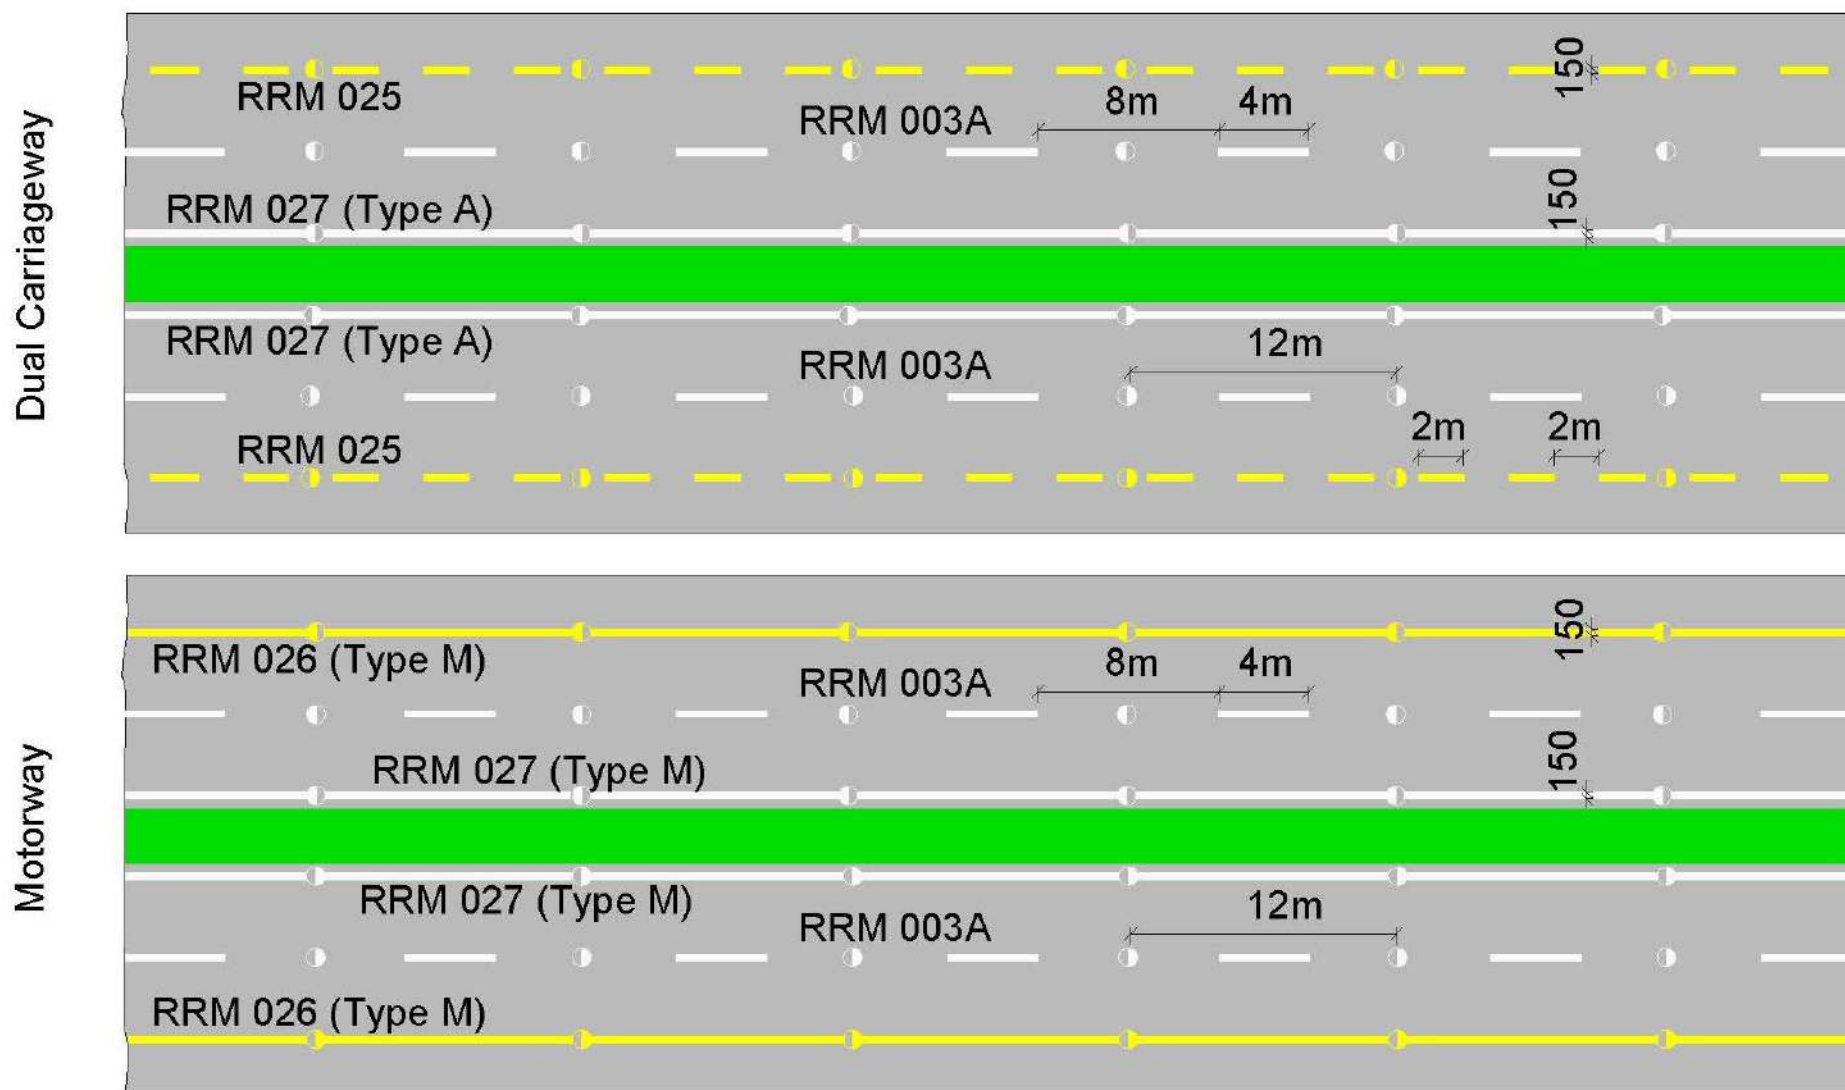 Dual Carriageway
150
RRM 025
8m
4m
RRM 003A
150
RRM 027 (Type A)
RRM 027 (Type A)
12m
RRM 003A
2m
2m
RRM 025
Motorway
150
RRM 026 (Type M)
8m
4m
RRM 003A
150
RRM 027 (Type M)
RRM 027 (Type M)
12m
RRM 003A
RRM 026 (Type M)